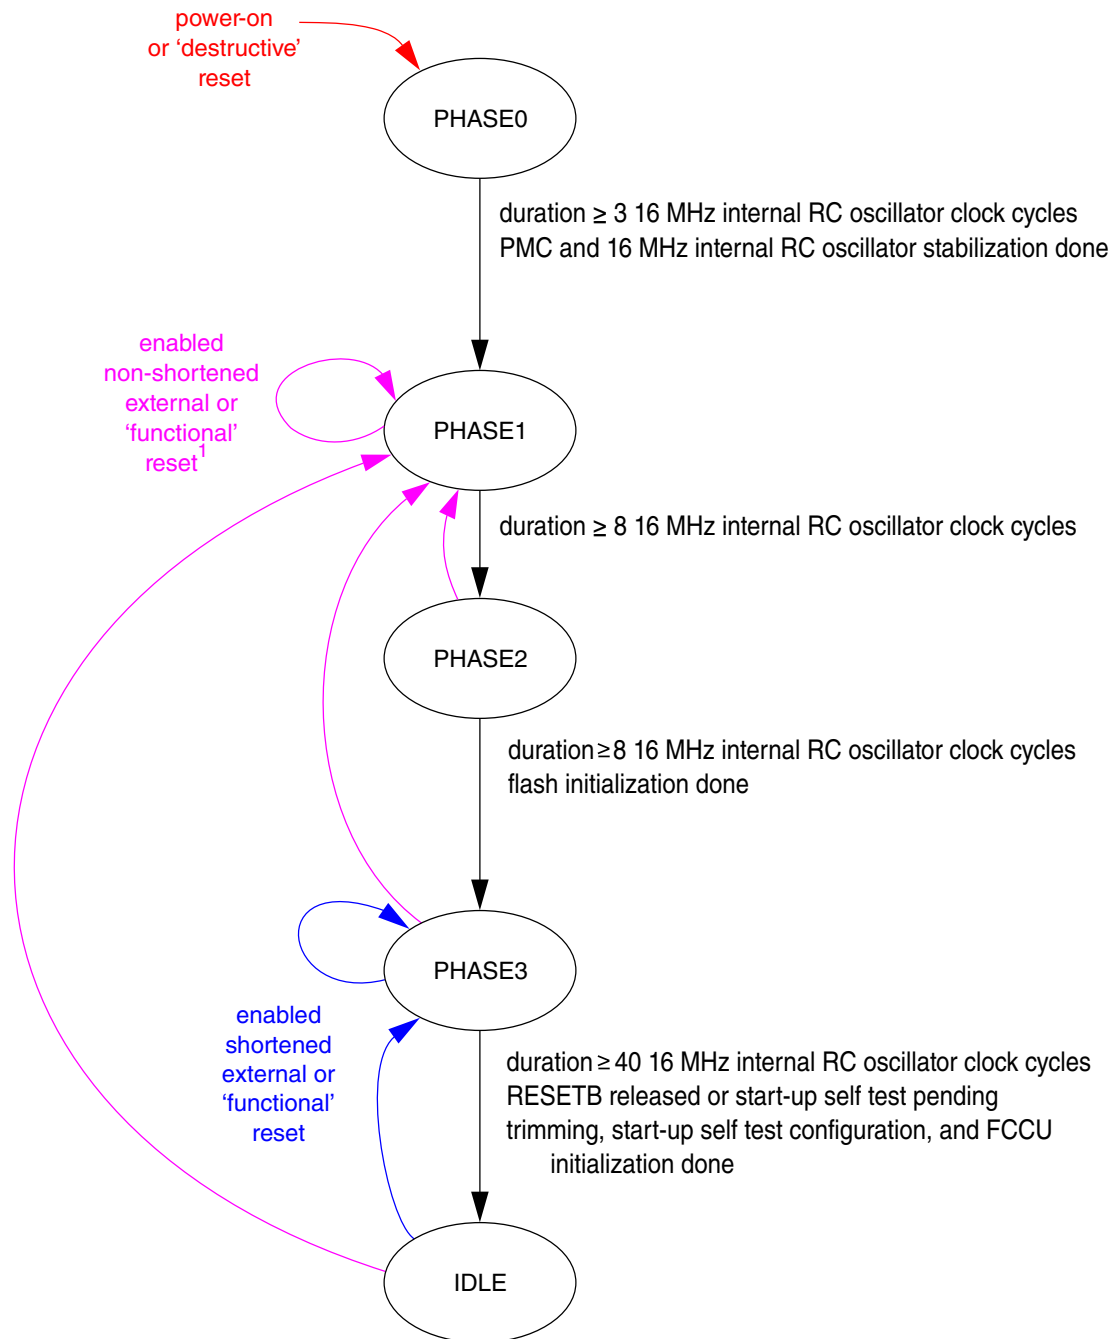 power-on
or ‘destructive’
reset
PHASE0
duration ≥ 3 16 MHz internal RC oscillator clock cycles
PMC and 16 MHz internal RC oscillator stabilization done
enabled
non-shortened
external or
‘functional’
reset1
PHASE1
duration ≥ 8 16 MHz internal RC oscillator clock cycles
PHASE2
duration ≥ 8 16 MHz internal RC oscillator clock cycles
flash initialization done
PHASE3
enabled
shortened
external or
‘functional’
reset
duration ≥ 40 16 MHz internal RC oscillator clock cycles
RESETB released or start-up self test pending
trimming, start-up self test configuration, and FCCU
initialization done
IDLE